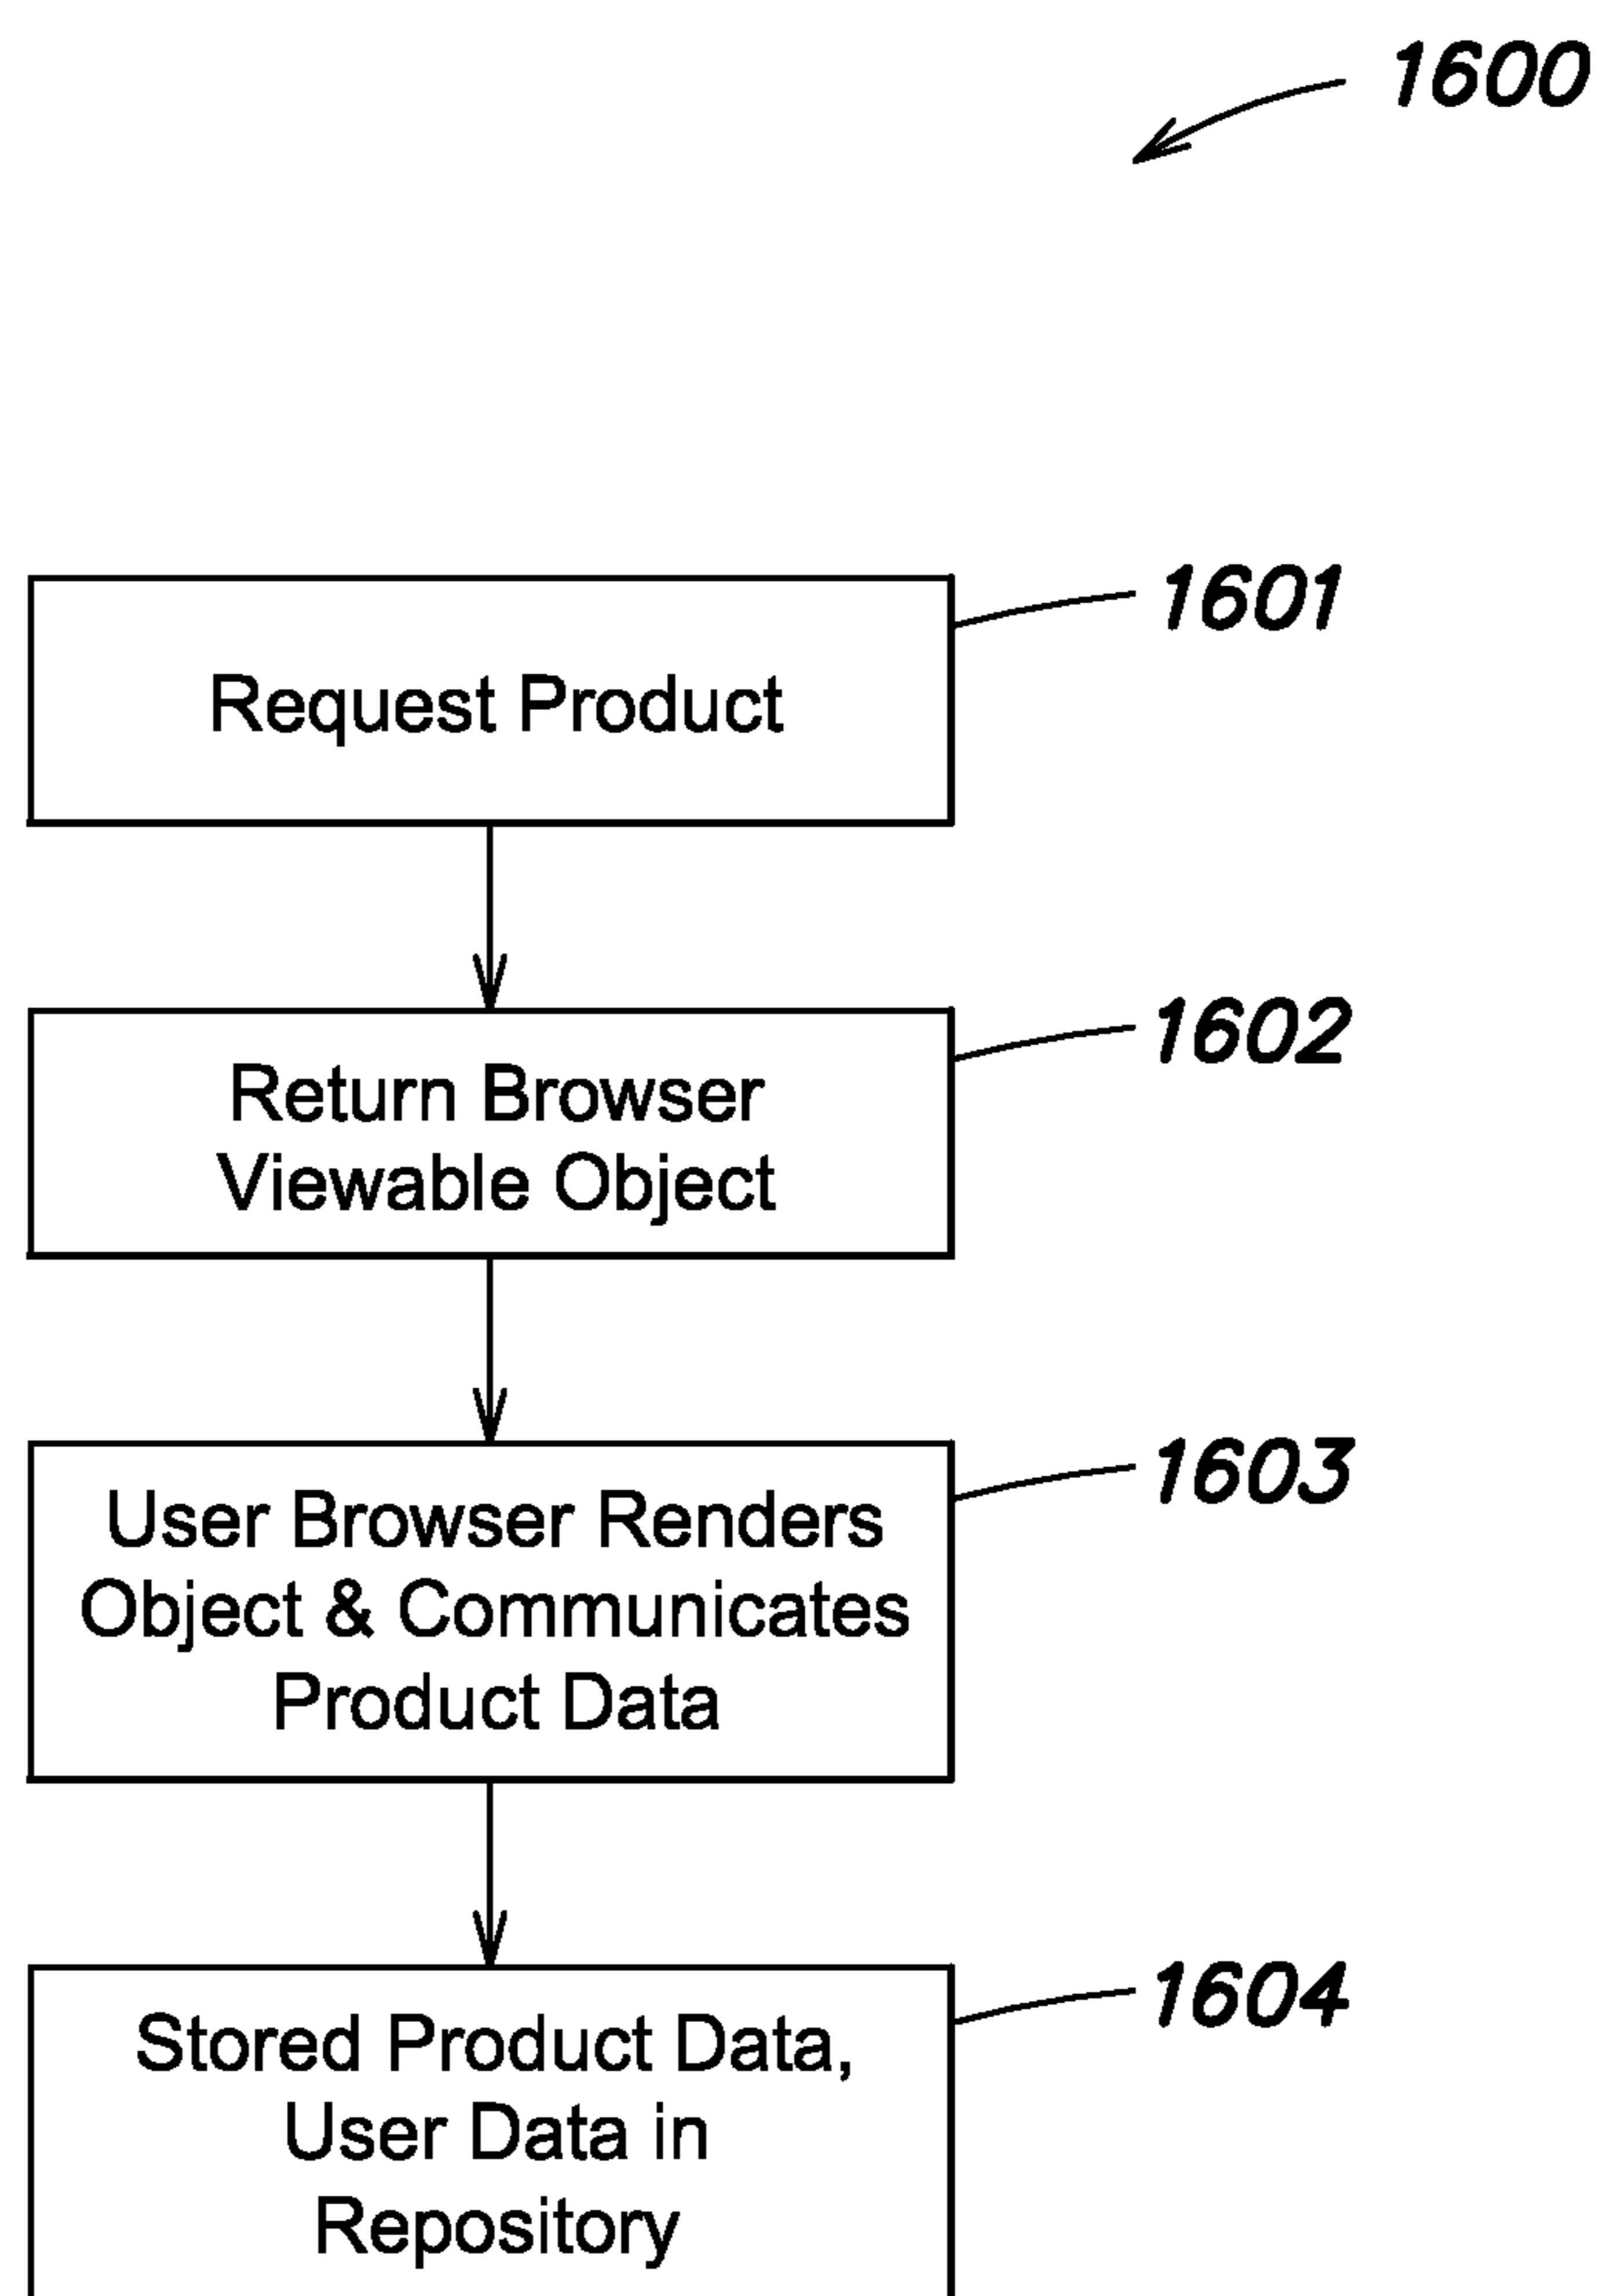 1600
1601
Request Product
1602
Return Browser
Viewable Object
1603
User Browser Renders
Object & Communicates
Product Data
1604
Stored Product Data,
User Data in
Repository